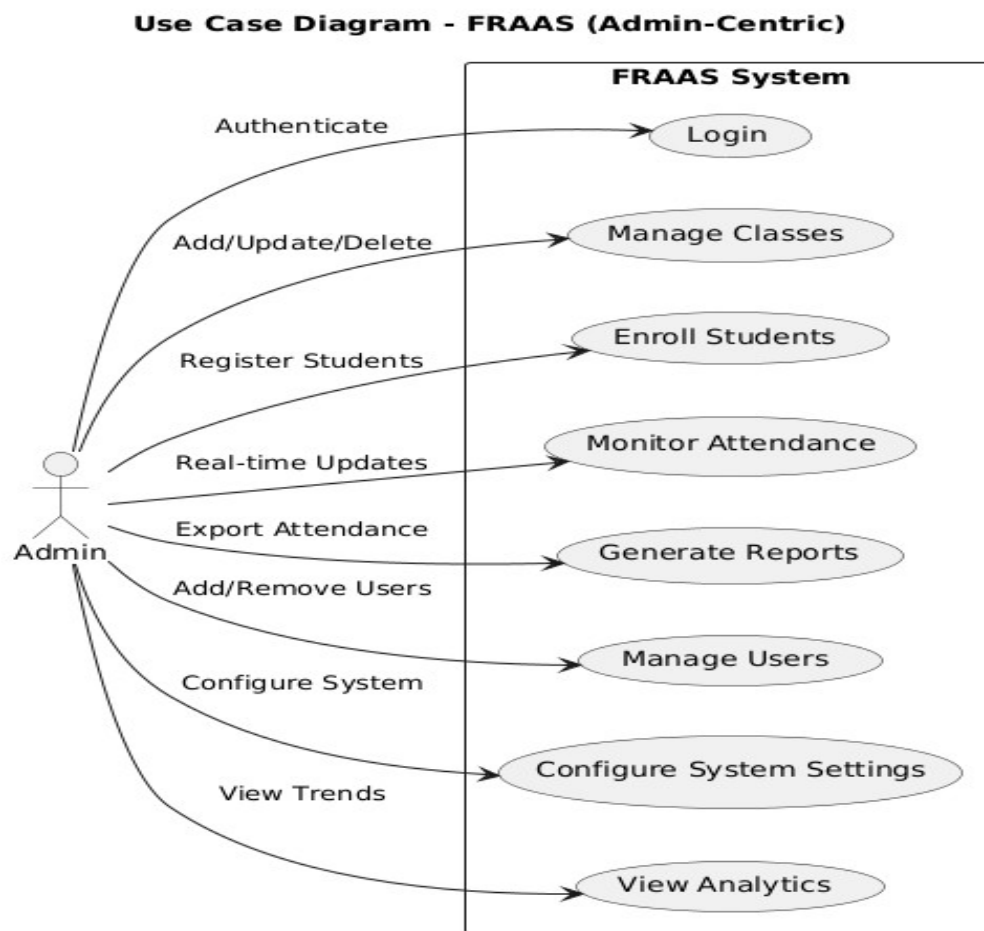 Use Case Diagram - FRAAS (Admin-Centric)
FRAAS System
Authenticate
Login
Add/Update/Delete
Manage Classes
Register Students
Enroll Students
Real-time Updates
Monitor Attendance
Export Attendance
Generate Reports
Admin
Add/Remove Users
Manage Users
Configure System
Configure System Settings
View Trends
View Analytics